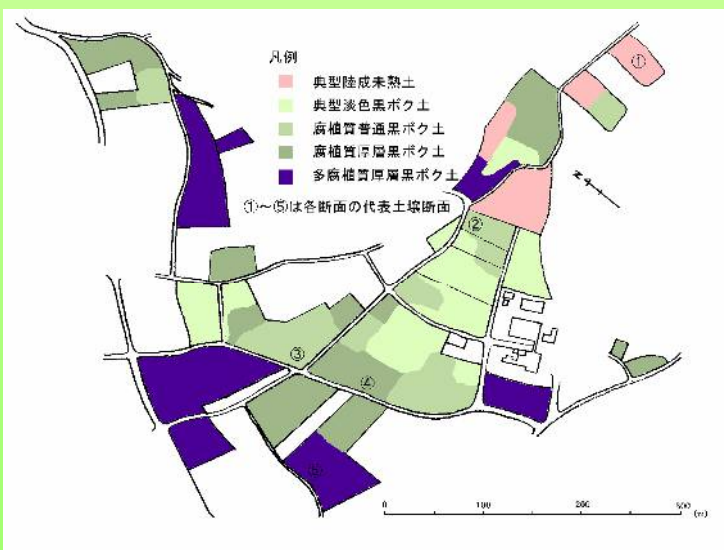 凡例
典型陸成未熟土
典型淡色黒ボク土
腐植質普通黒ボク土
腐植質厚層黒ボク土
多腐植質厚層黒ボク土
①～⑤は各断面の代表土壌断面
①
②
③
④
⑤
N
0 100 200 300
(m)